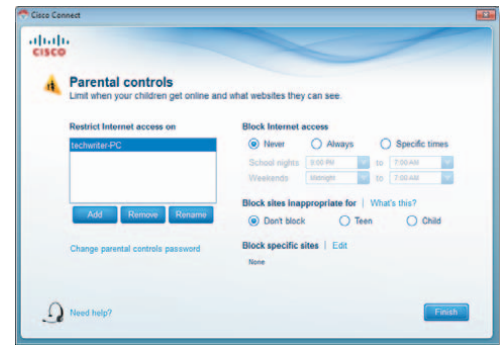 Cisco Connect
CISCO
Parental controls
Limit when your children get online and what websites they can see.
Restrict Internet access on
techwriter-PC
Add Remove Rename
Change parental controls password
Block Internet access
Never Always Specific times
School nights 8:00 PM to 7:00 AM
Weekends Midnight to 7:00 AM
Block sites inappropriate for | What's this?
Don't block Teen Child
Block specific sites | Edit
None
Need help?
Finish